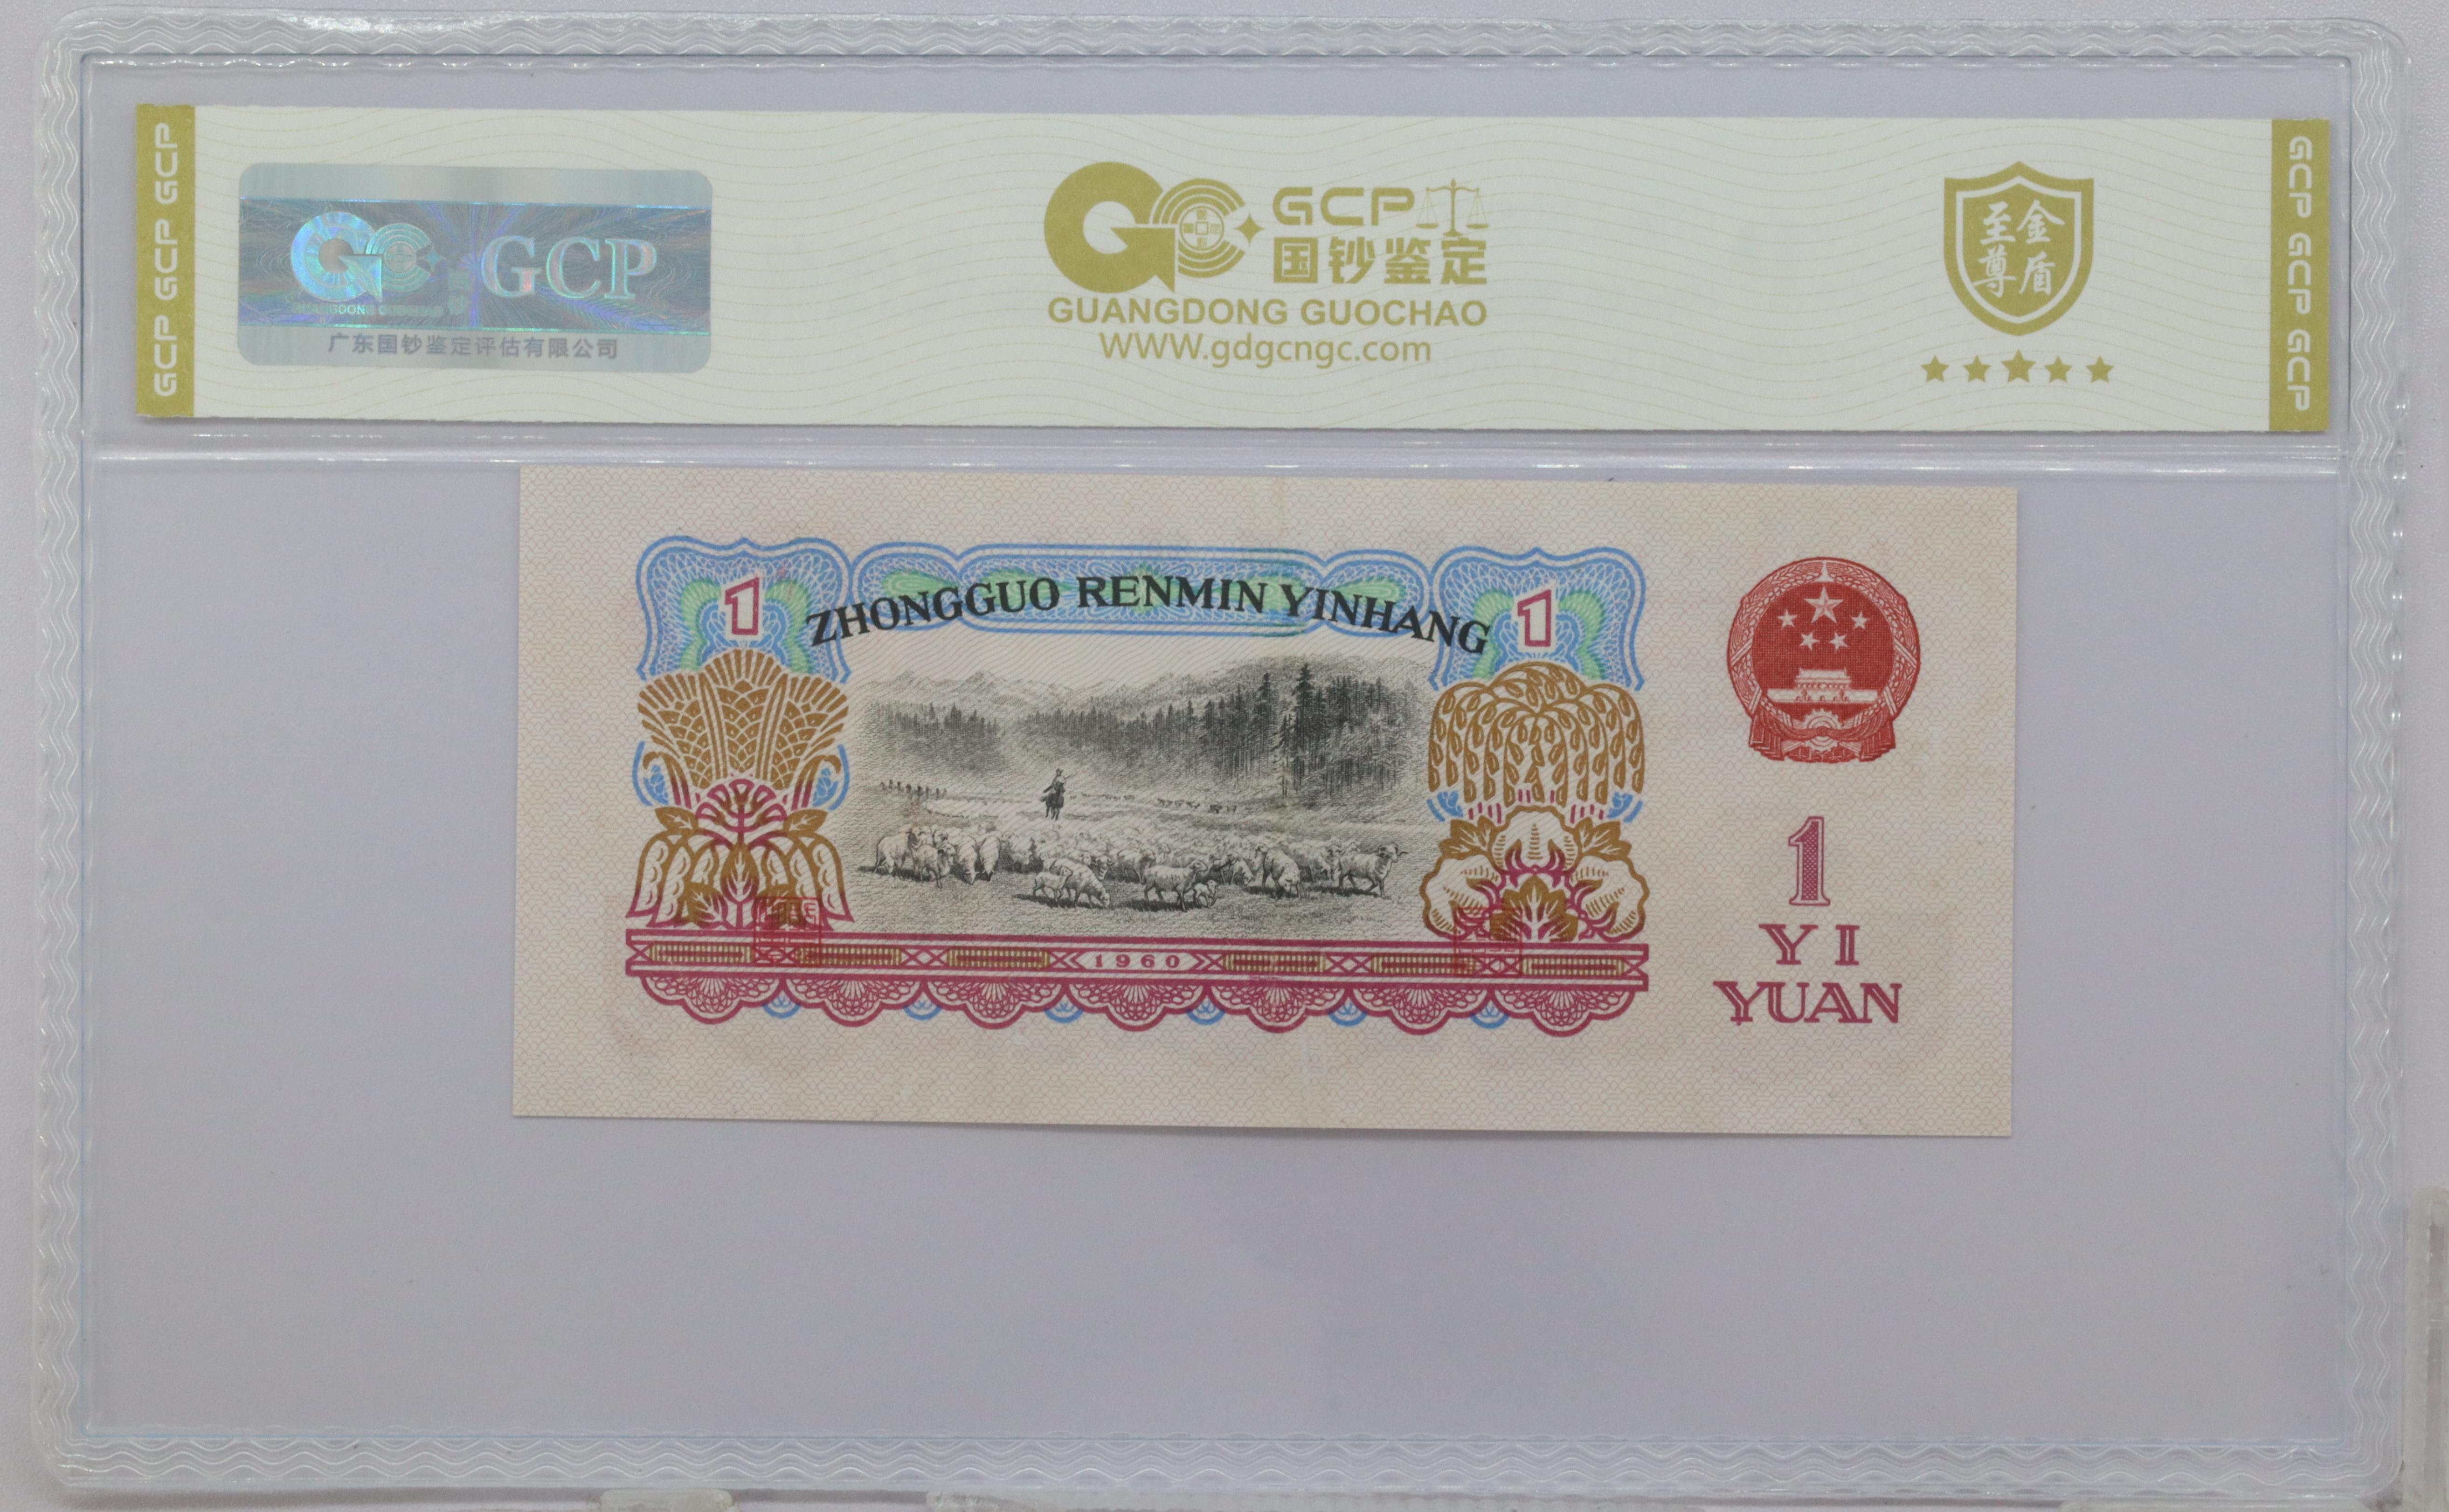 GCP GCP GCP
GCP
GUANGDONG GUOCHAO
广东国钞鉴定评估有限公司
GCP
国钞鉴定
GUANGDONG GUOCHAO
WWW.gdgcngc.com
至尊
金盾
GCP GCP GCP
1
ZHONGGUO RENMIN YINHANG
1
1960
1
YI
YUAN